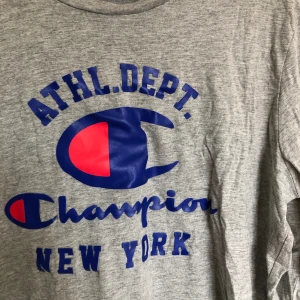 ATHL.DEPT.
Champion
NEW YORK